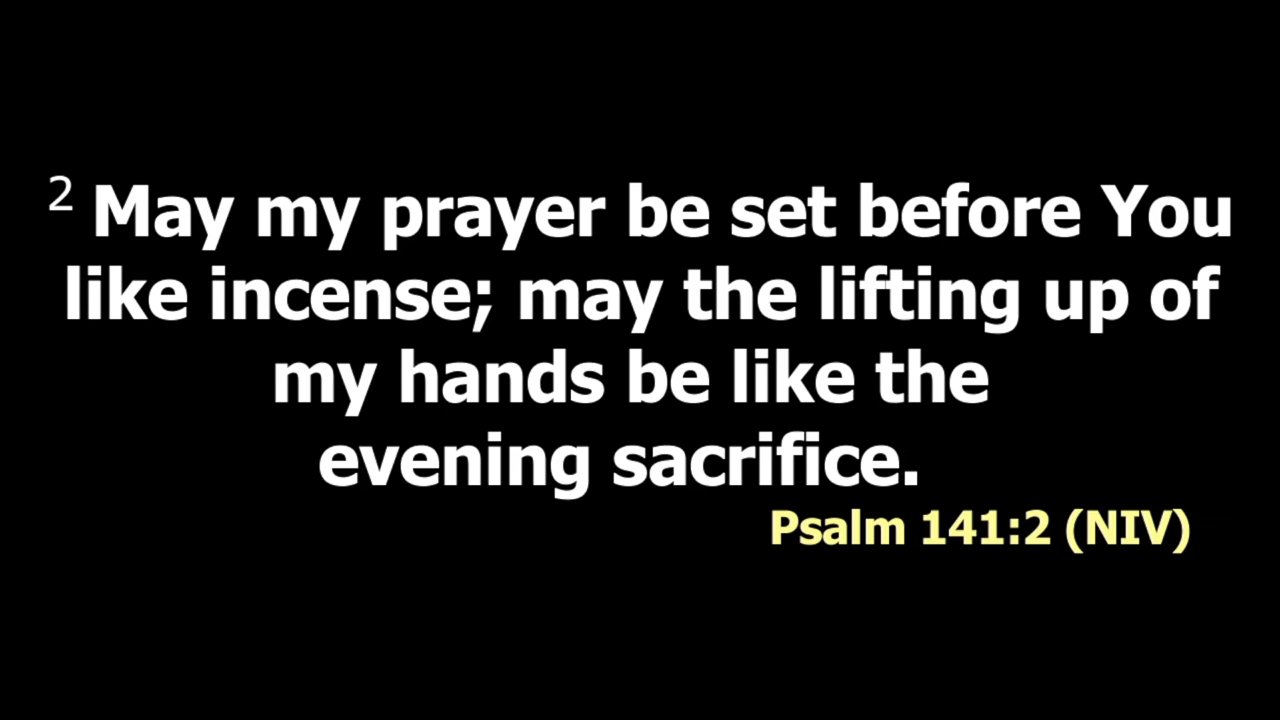 2 May my prayer be set before You
like incense; may the lifting up of
my hands be like the
evening sacrifice.
Psalm 141:2 (NIV)